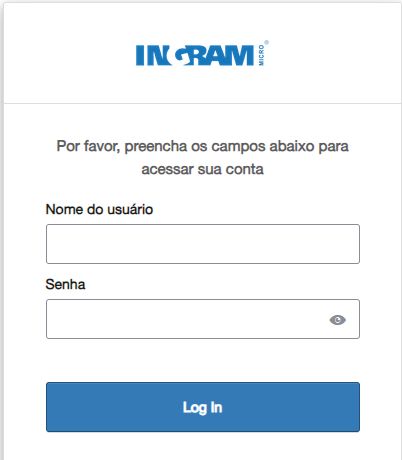 INGRAM MICRO®
Por favor, preencha os campos abaixo para
acessar sua conta
Nome do usuário
Senha
Log In